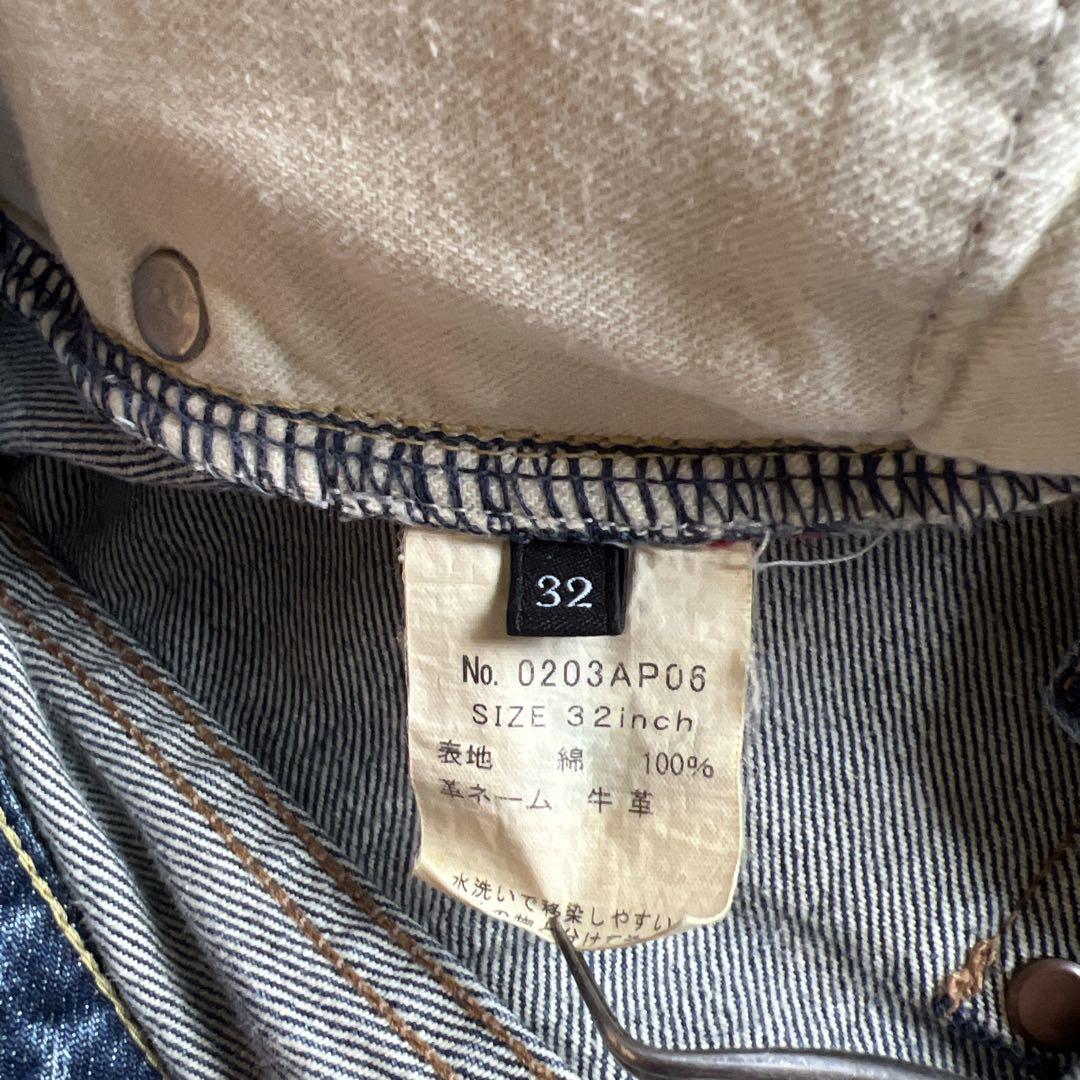 32
No. 0203AP06
SIZE 32inch
表地 綿 100%
革ネーム 牛革
水洗いで移染しやすい